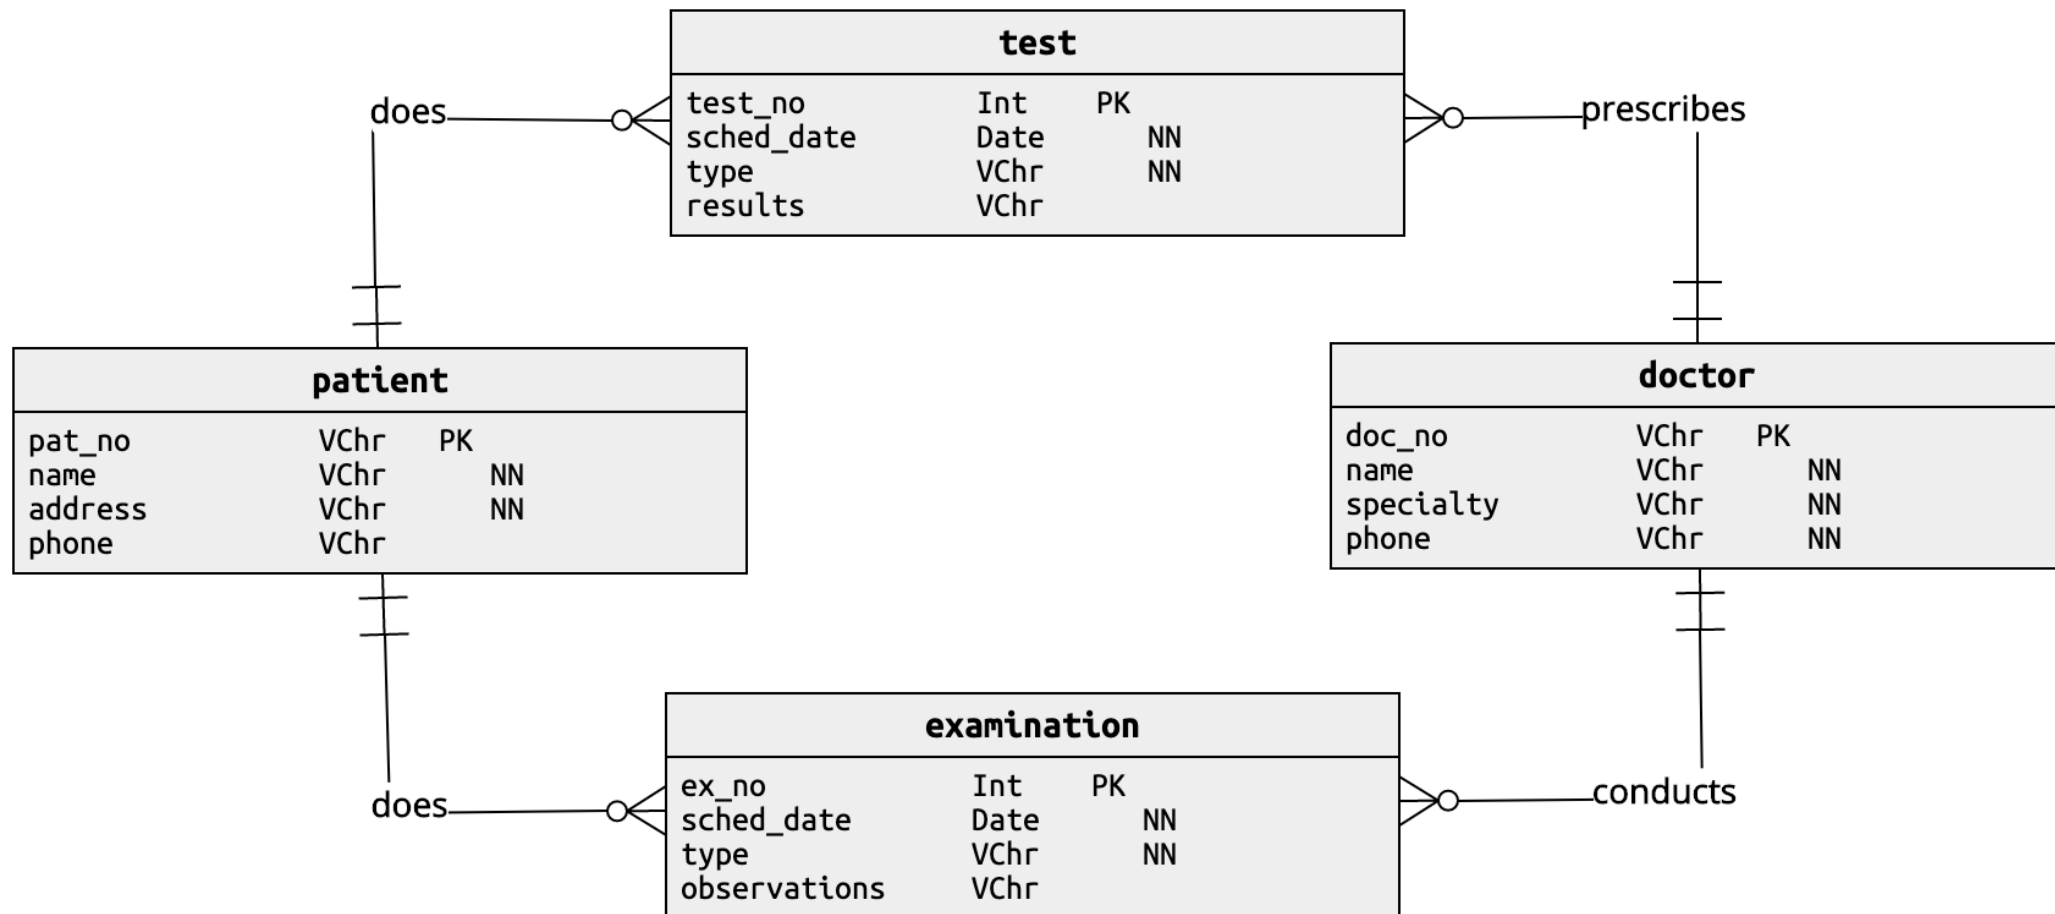 test
does
prescribes
test_no Int PK
sched_date Date NN
type VChr NN
results VChr
patient
pat_no VChr PK
name VChr NN
address VChr NN
phone VChr
doctor
doc_no VChr PK
name VChr NN
specialty VChr NN
phone VChr NN
examination
does
conducts
ex_no Int PK
sched_date Date NN
type VChr NN
observations VChr